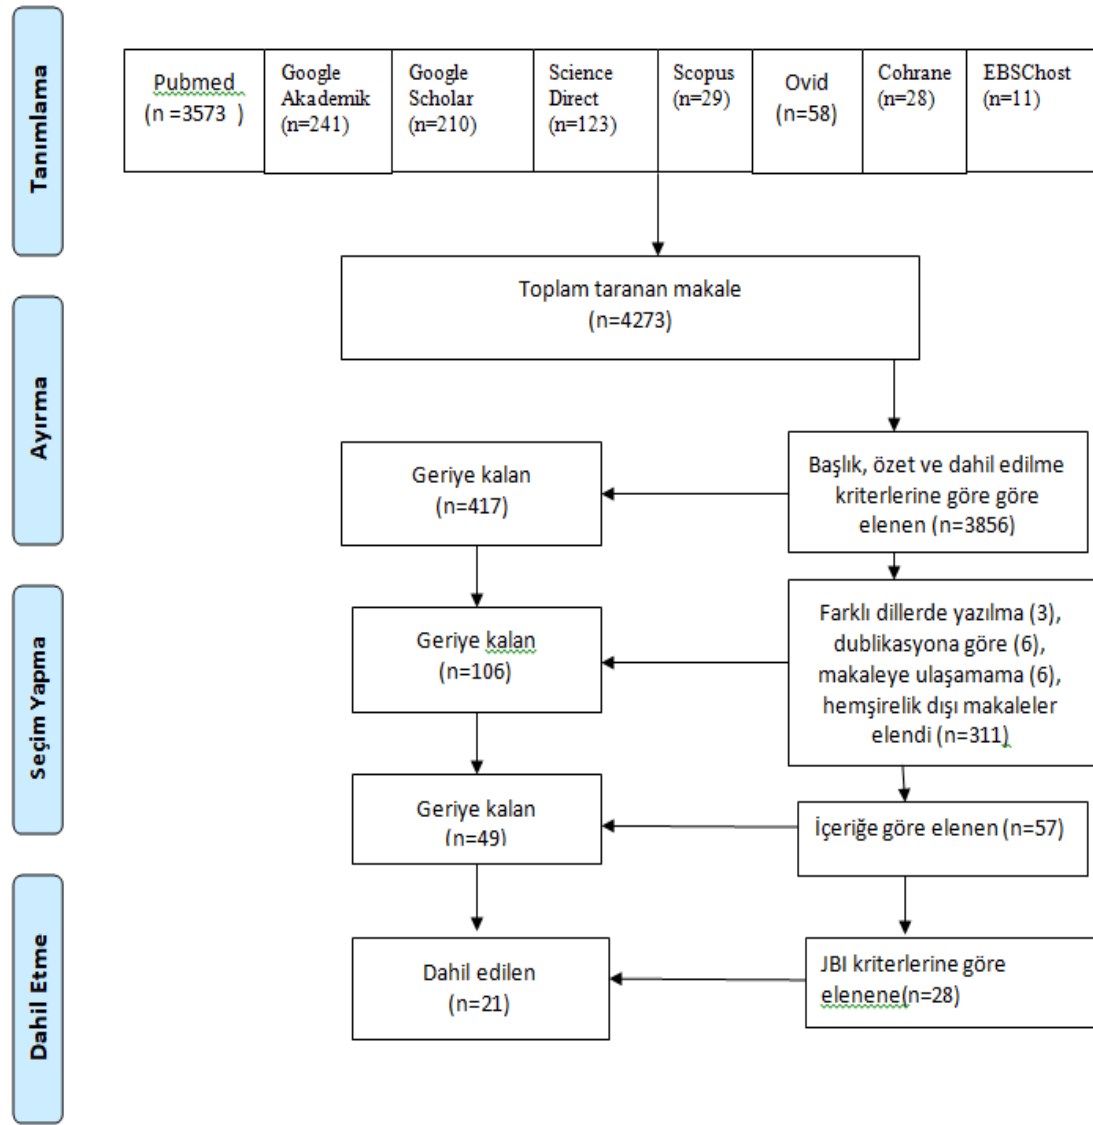 Tanımlama
Pubmed
(n =3573 )
Google
Akademik
(n=241)
Google
Scholar
(n=210)
Science
Direct
(n=123)
Scopus
(n=29)
Ovid
(n=58)
Cohrane
(n=28)
EBSChost
(n=11)
Toplam taranan makale
(n=4273)
Ayırma
Başlık, özet ve dahil edilme
kriterlerine göre göre
elenen (n=3856)
Geriye kalan
(n=417)
Seçim Yapma
Farklı dillerde yazılma (3),
dublikasyona göre (6),
makaleye ulaşamama (6),
hemşirelik dışı makaleler
elendi (n=311)
Geriye kalan
(n=106)
İçeriğe göre elenen (n=57)
Geriye kalan
(n=49)
Dahil Etme
JBI kriterlerine göre
elenene(n=28)
Dahil edilen
(n=21)